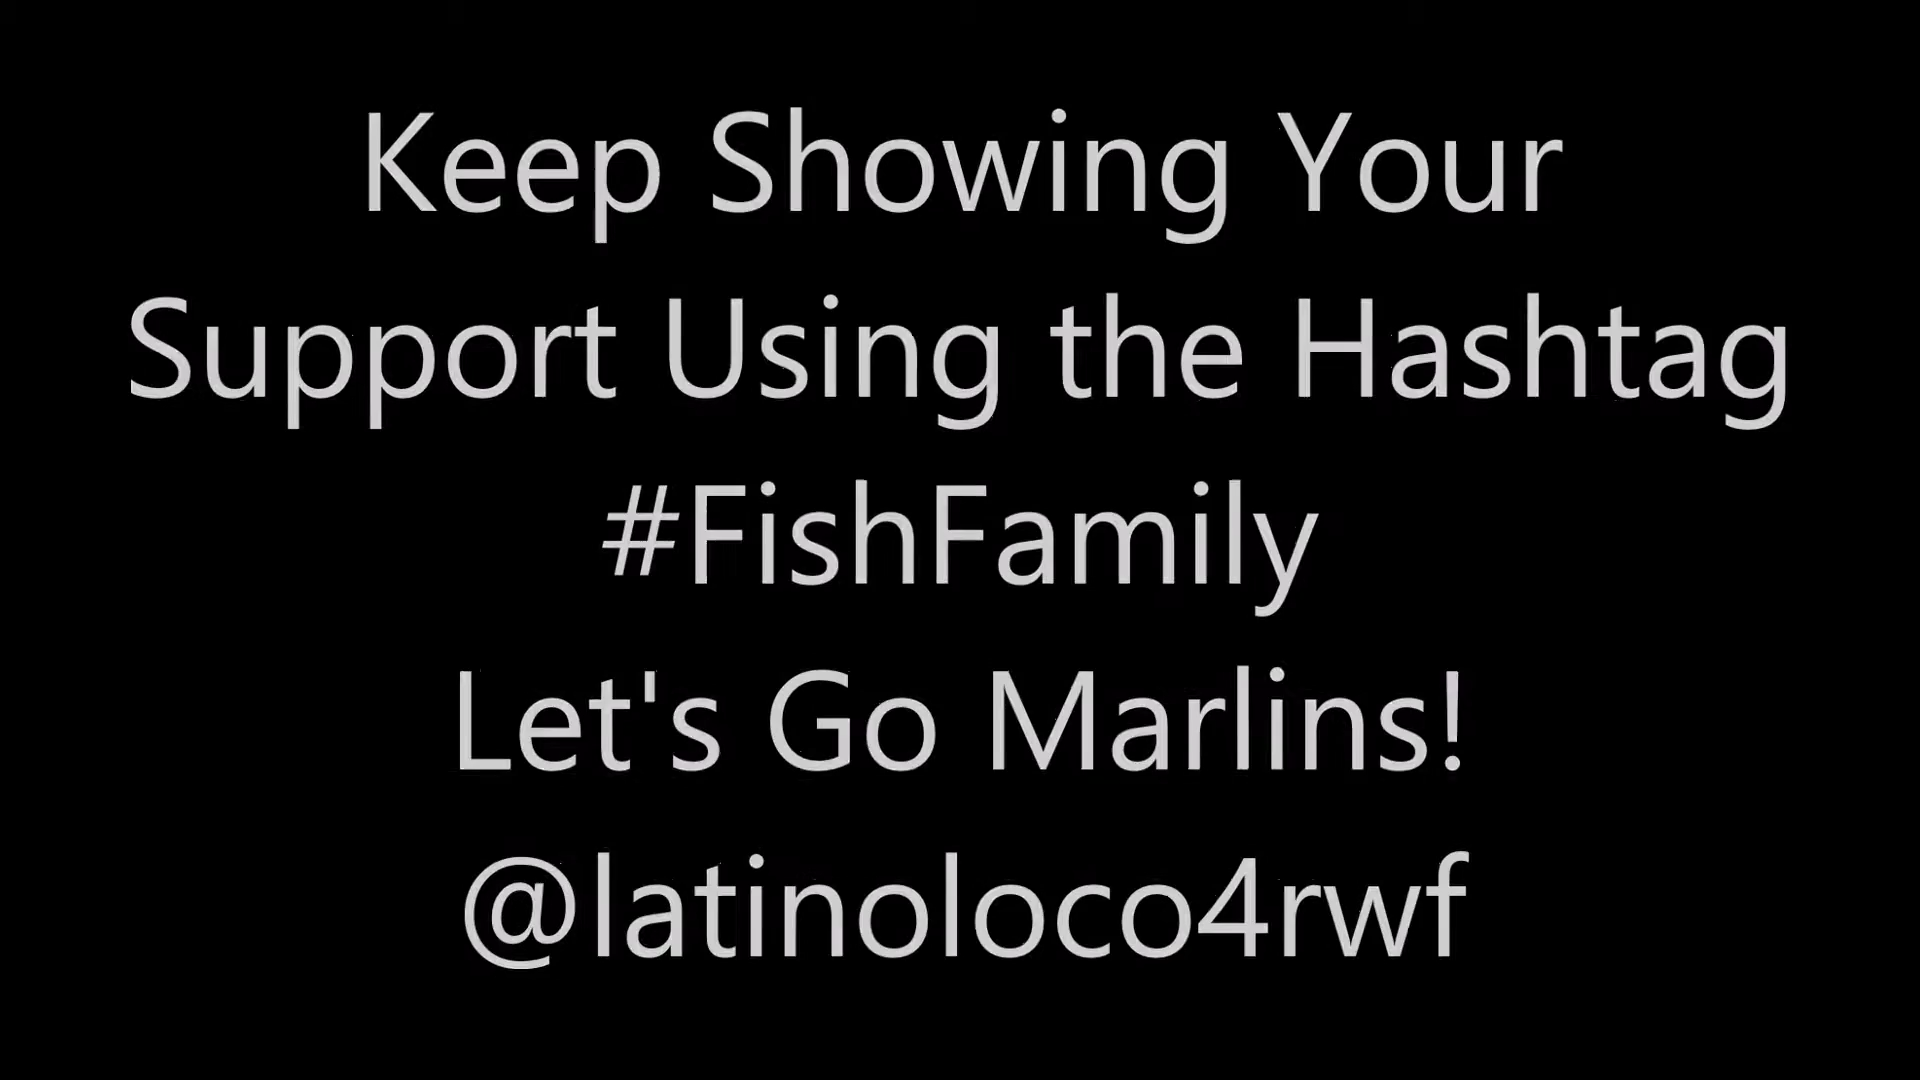 Keep Showing Your
Support Using the Hashtag
#FishFamily
Let's Go Marlins!
@latinoloco4rwf